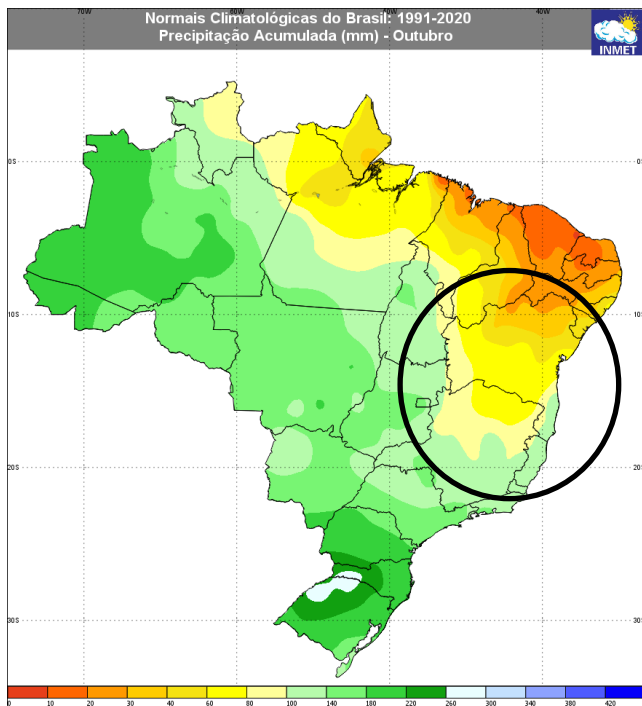 Normais Climatológicas do Brasil: 1991-2020
Precipitação Acumulada (mm) - Outubro
INMET
70W 60W 50W 40W
0S 0S
10S 10S
20S 20S
30S 30S
0 10 20 30 40 60 80 100 140 180 220 260 300 340 380 420